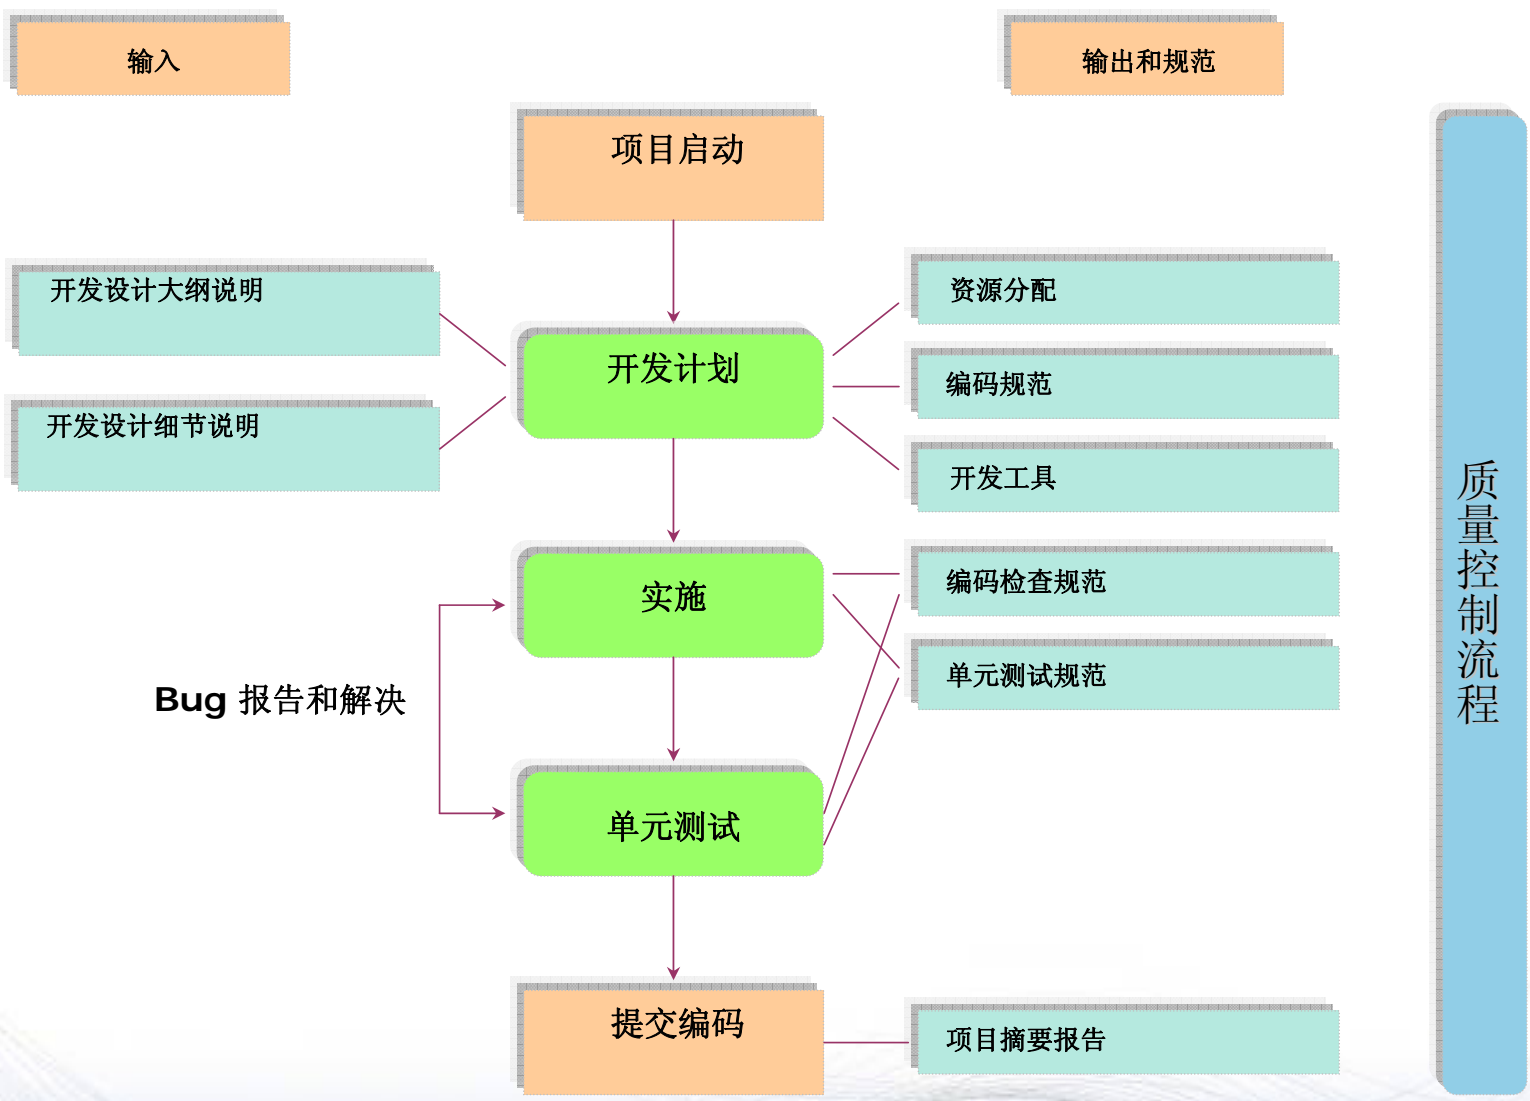 输入
输出和规范
项目启动
开发设计大纲说明
资源分配
开发计划
编码规范
开发设计细节说明
开发工具
实施
编码检查规范
单元测试规范
Bug 报告和解决
单元测试
提交编码
项目摘要报告
质量控制流程